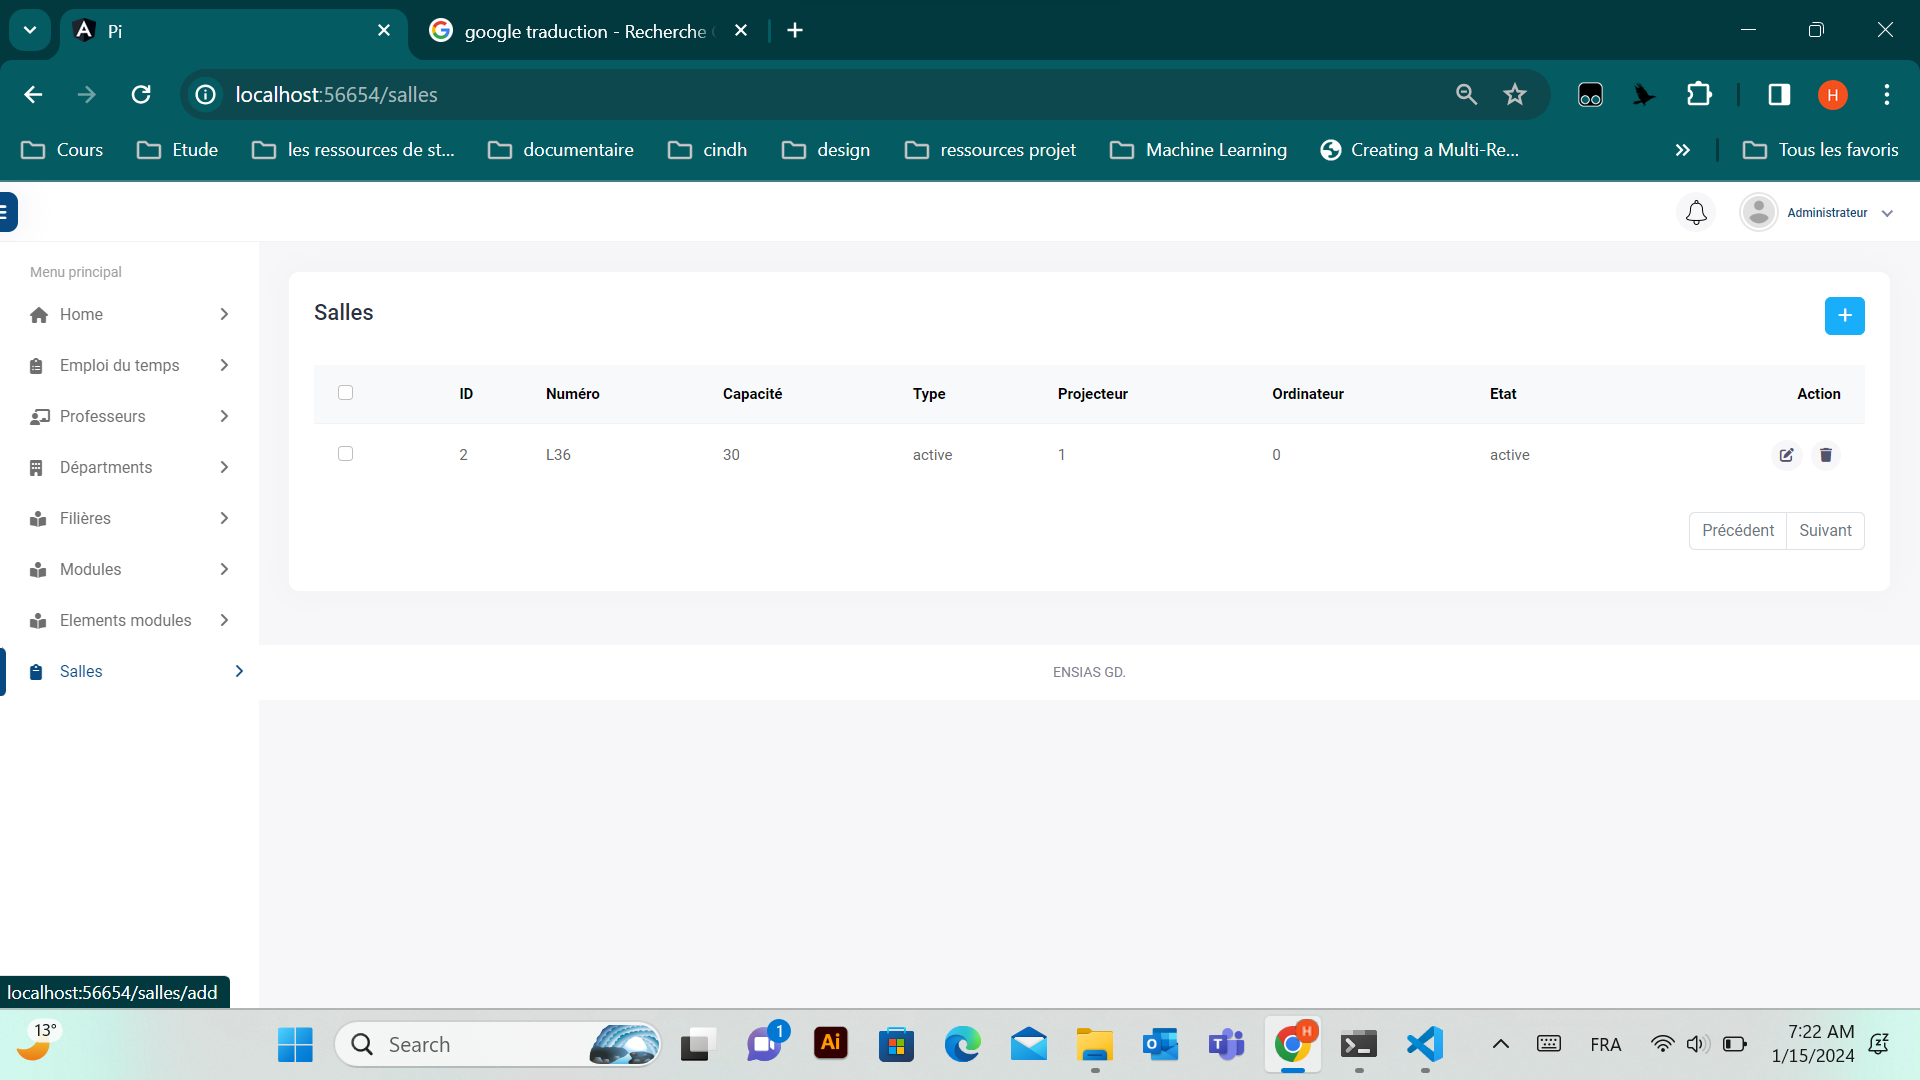 Pi
google traduction - Recherche
localhost:56654/salles
H
Cours
Etude
les ressources de st...
documentaire
cindh
design
ressources projet
Machine Learning
Creating a Multi-Re...
Tous les favoris
Administrateur
Menu principal
Home
Emploi du temps
Professeurs
Départments
Filières
Modules
Elements modules
Salles
Salles
+
ID Numéro Capacité Type Projecteur Ordinateur Etat Action
2 L36 30 active 1 0 active
Précédent Suivant
ENSIAS GD.
localhost:56654/salles/add
13°
Search
1
Ai
H
FRA
7:22 AM
1/15/2024